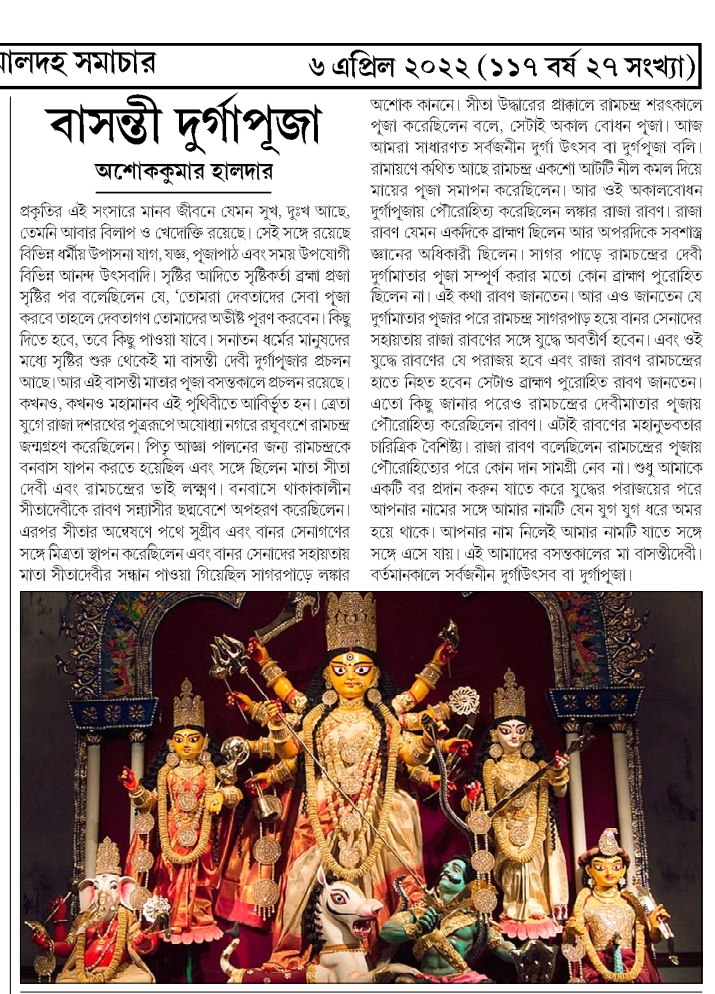 মালদহ সমাচার
৬ এপ্রিল ২০২২ (১১৭ বর্ষ ২৭ সংখ্যা)
বাসন্তী দুর্গাপূজা
অশোককুমার হালদার
প্রকৃতির এই সংসারে মানব জীবনে যেমন সুখ, দুঃখ আছে,
তেমনি আবার বিলাপ ও খেদোক্তি রয়েছে। সেই সঙ্গে রয়েছে
বিভিন্ন ধর্মীয় উপাসনা যাগ, যজ্ঞ, পূজাপাঠ এবং সময় উপযোগী
বিভিন্ন আনন্দ উৎসবাদি। সৃষ্টির আদিতে সৃষ্টিকর্তা ব্রহ্মা প্রজা
সৃষ্টির পর বলেছিলেন যে, ‘তোমরা দেবতাদের সেবা পূজা
করবে তাহলে দেবতাগণ তোমাদের অভীষ্ট পূরণ করবেন। কিছু
দিতে হবে, তবে কিছু পাওয়া যাবে। সনাতন ধর্মের মানুষদের
মধ্যে সৃষ্টির শুরু থেকেই মা বাসন্তী দেবী দুর্গাপূজার প্রচলন
আছে। আর এই বাসন্তী মাতার পূজা বসন্তকালে প্রচলন রয়েছে।
কখনও, কখনও মহামানব এই পৃথিবীতে আবির্ভূত হন। ত্রেতা
যুগে রাজা দশরথের পুত্ররূপে অযোধ্যা নগরে রঘুবংশে রামচন্দ্র
জন্মগ্রহণ করেছিলেন। পিতৃ আজ্ঞা পালনের জন্য রামচন্দ্রকে
বনবাস যাপন করতে হয়েছিল এবং সঙ্গে ছিলেন মাতা সীতা
দেবী এবং রামচন্দ্রের ভাই লক্ষ্মণ। বনবাসে থাকাকালীন
সীতাদেবীকে রাবণ সন্ন্যাসীর ছদ্মবেশে অপহরণ করেছিলেন।
এরপর সীতার অন্বেষণে পথে সুগ্রীব এবং বানর সেনাগণের
সঙ্গে মিত্রতা স্থাপন করেছিলেন এবং বানর সেনাদের সহায়তায়
মাতা সীতাদেবীর সন্ধান পাওয়া গিয়েছিল সাগরপাড়ে লঙ্কার
অশোক কাননে। সীতা উদ্ধারের প্রাক্কালে রামচন্দ্র শরৎকালে
পূজা করেছিলেন বলে, সেটাই অকাল বোধন পূজা। আজ
আমরা সাধারণত সর্বজনীন দুর্গা উৎসব বা দুর্গপূজা বলি।
রামায়ণে কথিত আছে রামচন্দ্র একশো আটটি নীল কমল দিয়ে
মায়ের পূজা সমাপন করেছিলেন। আর ওই অকালবোধন
দুর্গাপূজায় পৌরোহিত্য করেছিলেন লঙ্কার রাজা রাবণ। রাজা
রাবণ যেমন একদিকে ব্রাহ্মণ ছিলেন আর অপরদিকে সবশাস্ত্র
জ্ঞানের অধিকারী ছিলেন। সাগর পাড়ে রামচন্দ্রের দেবী
দুর্গামাতার পূজা সম্পূর্ণ করার মতো কোন ব্রাহ্মণ পুরোহিত
ছিলেন না। এই কথা রাবণ জানতেন। আর এও জানতেন যে
দুর্গামাতার পূজার পরে রামচন্দ্র সাগরপাড় হয়ে বানর সেনাদের
সহায়তায় রাজা রাবণের সঙ্গে যুদ্ধে অবতীর্ণ হবেন। এবং ওই
যুদ্ধে রাবণের যে পরাজয় হবে এবং রাজা রাবণ রামচন্দ্রের
হাতে নিহত হবেন সেটাও ব্রাহ্মণ পুরোহিত রাবণ জানতেন।
এতো কিছু জানার পরেও রামচন্দ্রের দেবীমাতার পূজায়
পৌরোহিত্য করেছিলেন রাবণ। এটাই রাবণের মহানুভবতার
চারিত্রিক বৈশিষ্ট্য। রাজা রাবণ বলেছিলেন রামচন্দ্রের পূজায়
পৌরোহিত্যের পরে কোন দান সামগ্রী নেব না। শুধু আমাকে
একটি বর প্রদান করুন যাতে করে যুদ্ধের পরাজয়ের পরে
আপনার নামের সঙ্গে আমার নামটি যেন যুগ যুগ ধরে অমর
হয়ে থাকে। আপনার নাম নিলেই আমার নামটি যাতে সঙ্গে
সঙ্গে এসে যায়। এই আমাদের বসন্তকালের মা বাসন্তীদেবী।
বর্তমানকালে সর্বজনীন দুর্গাউৎসব বা দুর্গাপূজা।